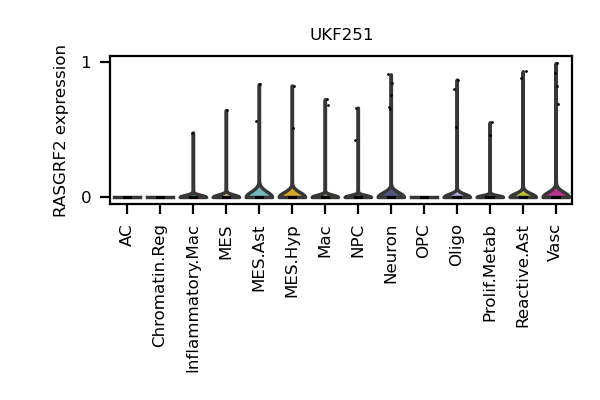 UKF251
RASGRF2 expression
1
0
AC
Chromatin.Reg
Inflammatory.Mac
MES
MES.Ast
MES.Hyp
Mac
NPC
Neuron
OPC
Oligo
Prolif.Metab
Reactive.Ast
Vasc